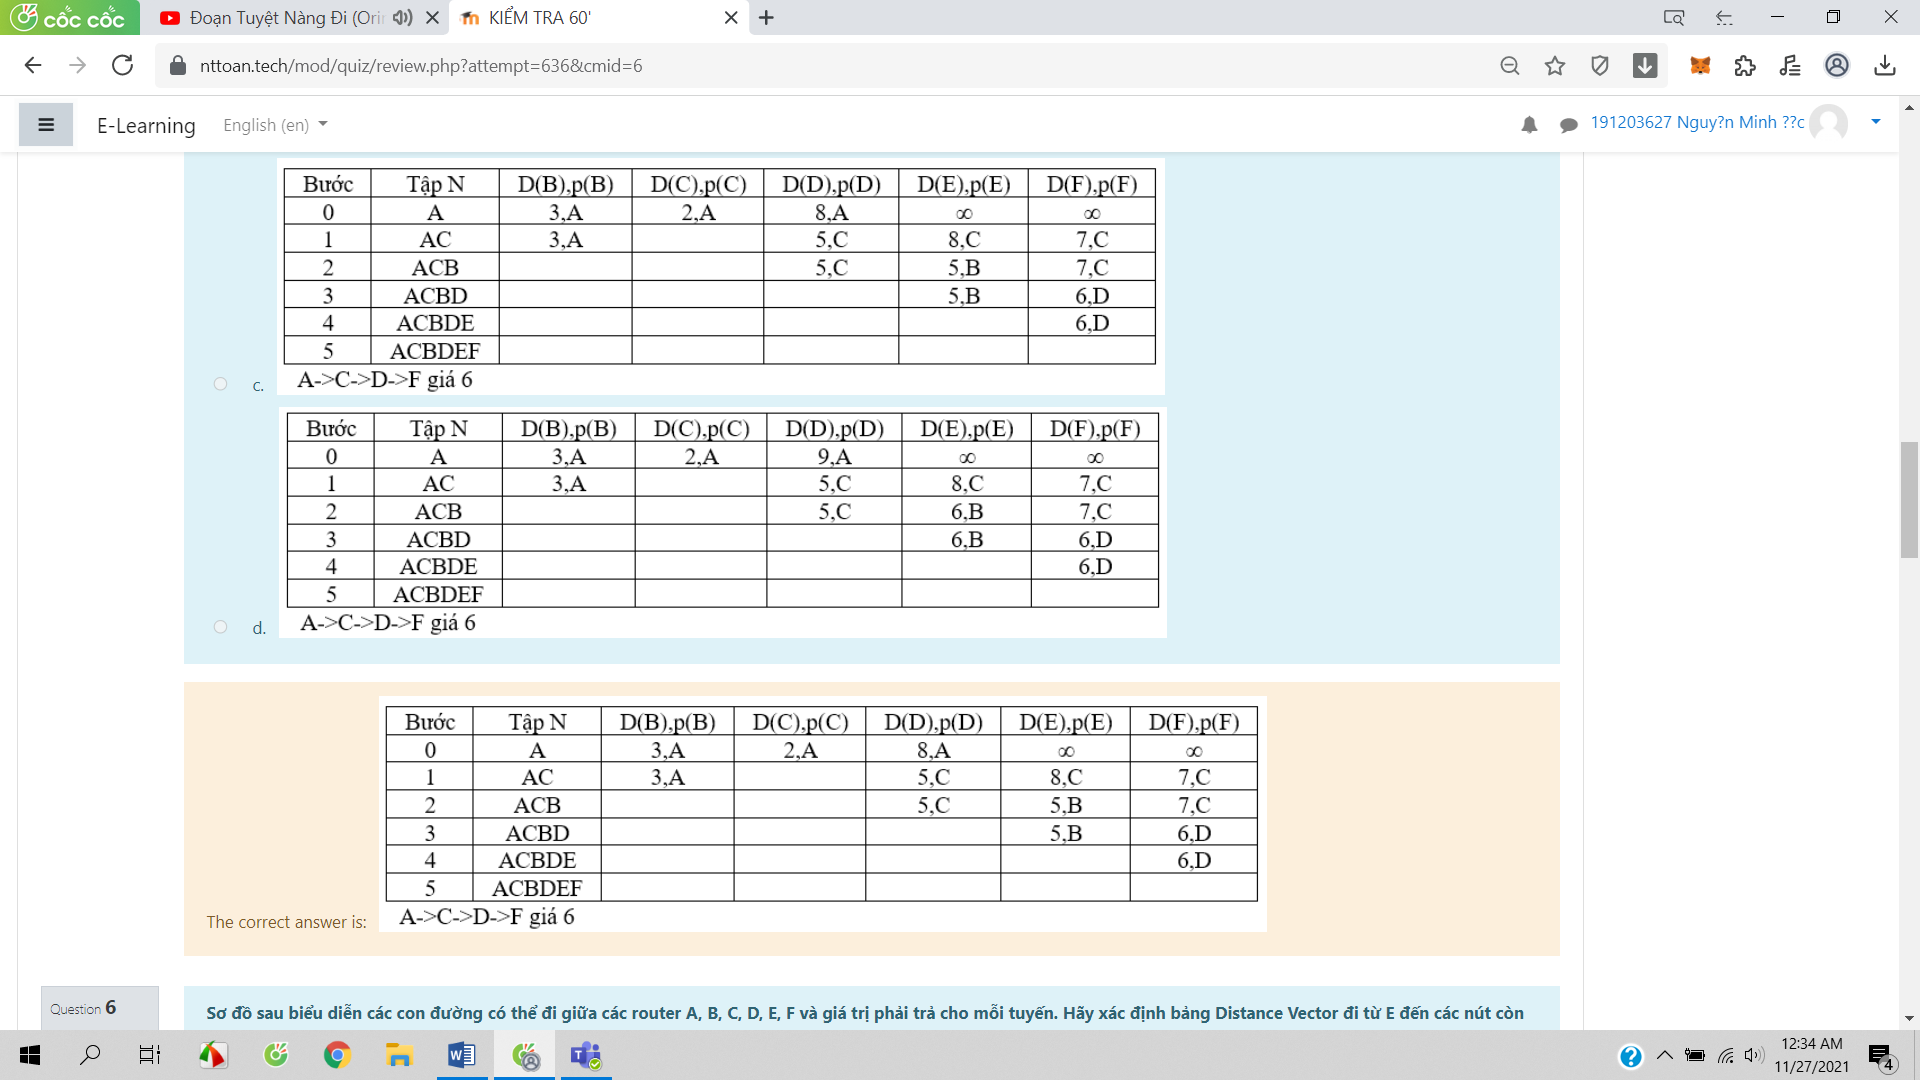 cốc cốc
Đoạn Tuyệt Nàng Đi (Ori
KIỂM TRA 60'
nttoan.tech/mod/quiz/review.php?attempt=636&cmid=6
E-Learning English (en)
191203627 Nguy?n Minh ??c
Bước Tập N D(B),p(B) D(C),p(C) D(D),p(D) D(E),p(E) D(F),p(F)
0 A 3,A 2,A 8,A ∞ ∞
1 AC 3,A 5,C 8,C 7,C
2 ACB 5,C 5,B 7,C
3 ACBD 5,B 6,D
4 ACBDE 6,D
5 ACBDEF
c. A->C->D->F giá 6
Bước Tập N D(B),p(B) D(C),p(C) D(D),p(D) D(E),p(E) D(F),p(F)
0 A 3,A 2,A 9,A ∞ ∞
1 AC 3,A 5,C 8,C 7,C
2 ACB 5,C 6,B 7,C
3 ACBD 6,B 6,D
4 ACBDE 6,D
5 ACBDEF
d. A->C->D->F giá 6
Bước Tập N D(B),p(B) D(C),p(C) D(D),p(D) D(E),p(E) D(F),p(F)
0 A 3,A 2,A 8,A ∞ ∞
1 AC 3,A 5,C 8,C 7,C
2 ACB 5,C 5,B 7,C
3 ACBD 5,B 6,D
4 ACBDE 6,D
5 ACBDEF
The correct answer is: A->C->D->F giá 6
Question 6
Sơ đồ sau biểu diễn các con đường có thể đi giữa các router A, B, C, D, E, F và giá trị phải trả cho mỗi tuyến. Hãy xác định bảng Distance Vector đi từ E đến các nút còn
12:34 AM
11/27/2021
4